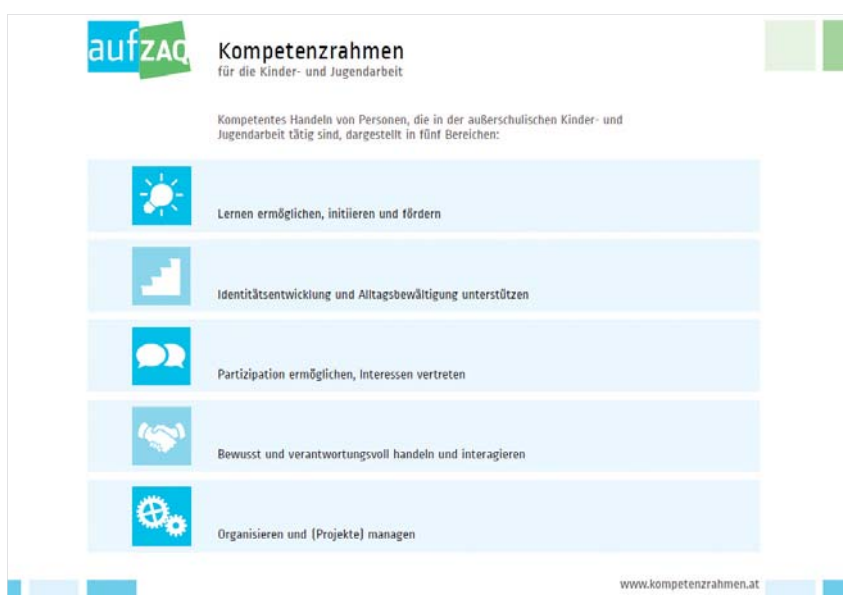 aufZAQ
Kompetenzrahmen
für die Kinder- und Jugendarbeit
Kompetentes Handeln von Personen, die in der außerschulischen Kinder- und
Jugendarbeit tätig sind, dargestellt in fünf Bereichen:
Lernen ermöglichen, initiieren und fördern
Identitätsentwicklung und Alltagsbewältigung unterstützen
Partizipation ermöglichen, Interessen vertreten
Bewusst und verantwortungsvoll handeln und interagieren
Organisieren und (Projekte) managen
www.kompetenzrahmen.at